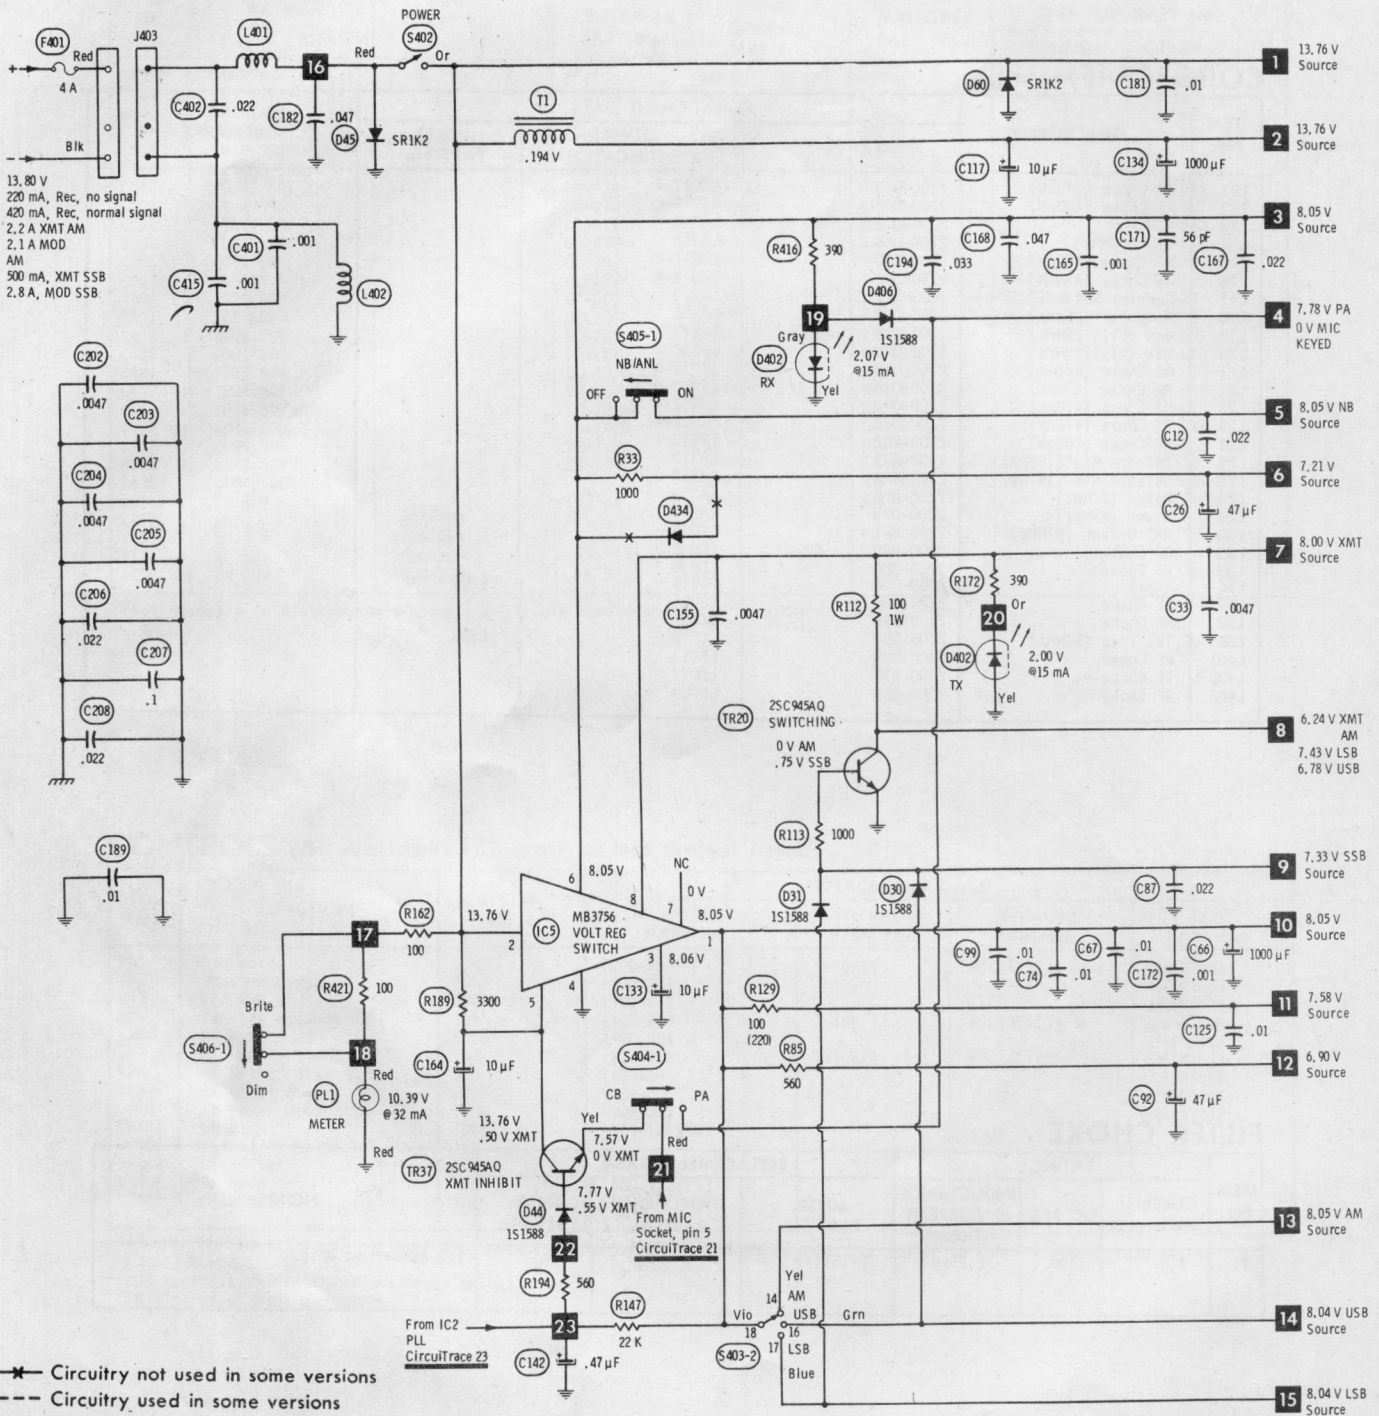 POWER
F401
J403
L401
S402
Red
Red
Or
+
16
1
13.76 V
Source
4 A
C402
.022
C182
.047
D45
SR1K2
T1
.194 V
D60
SR1K2
C181
.01
Blk
2
13.76 V
Source
C117
10 µF
C134
1000 µF
13.80 V
220 mA, Rec, no signal
420 mA, Rec, normal signal
2.2 A XMT AM
2.1 A MOD
AM
500 mA, XMT SSB
2.8 A, MOD SSB
C401
.001
C415
.001
L402
3
8.05 V
Source
R416
390
C194
.033
C168
.047
C165
.001
C171
56 pF
C167
.022
D406
19
1S1588
4
7.78 V PA
0 V MIC
KEYED
Gray
D402
RX
2.07 V
@15 mA
Yel
S405-1
NB/ANL
OFF
ON
5
8.05 V NB
Source
C12
.022
C202
.0047
C203
.0047
C204
.0047
C205
.0047
C206
.022
C207
.1
C208
.022
R33
1000
6
7.21 V
Source
D434
C26
47 µF
7
8.00 V XMT
Source
C155
.0047
R112
100
1W
R172
390
Or
20
C33
.0047
D402
TX
2.00 V
@15 mA
Yel
TR20
2SC945AQ
SWITCHING
0 V AM
.75 V SSB
8
6.24 V XMT
AM
7.43 V LSB
6.78 V USB
R113
1000
C189
.01
9
7.33 V SSB
Source
D31
1S1588
D30
1S1588
C87
.022
6
8.05 V
8
NC
7
0 V
17
R162
100
13.76 V
2
IC5
MB3756
VOLT REG
SWITCH
8.05 V
1
10
8.05 V
Source
3
8.06 V
4
5
C133
10 µF
C99
.01
C74
.01
C67
.01
C172
.001
C66
1000 µF
R421
100
R189
3300
R129
100
(220)
11
7.58 V
Source
C125
.01
Brite
S406-1
Dim
18
Red
PL1
METER
10.39 V
@ 32 mA
Red
C164
10 µF
S404-1
CB
PA
R85
560
12
6.90 V
Source
C92
47 µF
13.76 V
.50 V XMT
Yel
7.57 V
0 V XMT
Red
21
TR37
2SC945AQ
XMT INHIBIT
7.77 V
.55 V XMT
D44
1S1588
From MIC
Socket, pin 5
CircuiTrace 21
22
R194
560
13
8.05 V AM
Source
From IC2
PLL
CircuiTrace 23
23
R147
22 K
Yel
14
AM
Vio
18
USB
16
Grn
14
8.04 V USB
Source
C142
.47 µF
S403-2
17
LSB
Blue
15
8.04 V LSB
Source
Circuitry not used in some versions
Circuitry used in some versions